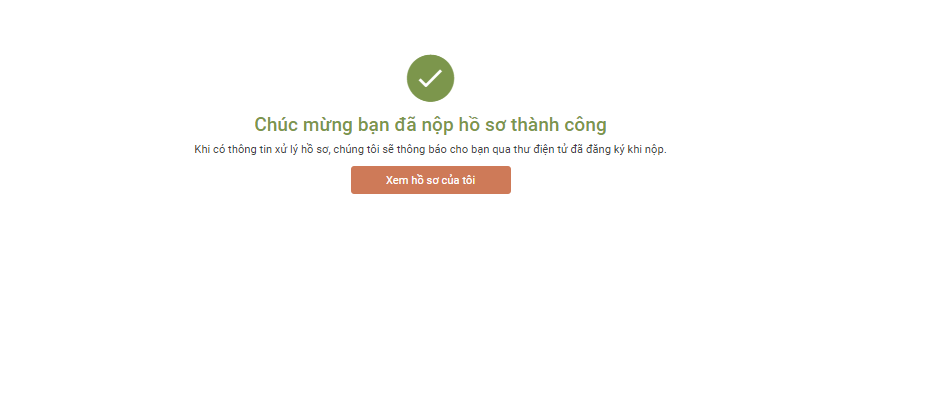 Chúc mừng bạn đã nộp hồ sơ thành công
Khi có thông tin xử lý hồ sơ, chúng tôi sẽ thông báo cho bạn qua thư điện tử đã đăng ký khi nộp.
Xem hồ sơ của tôi